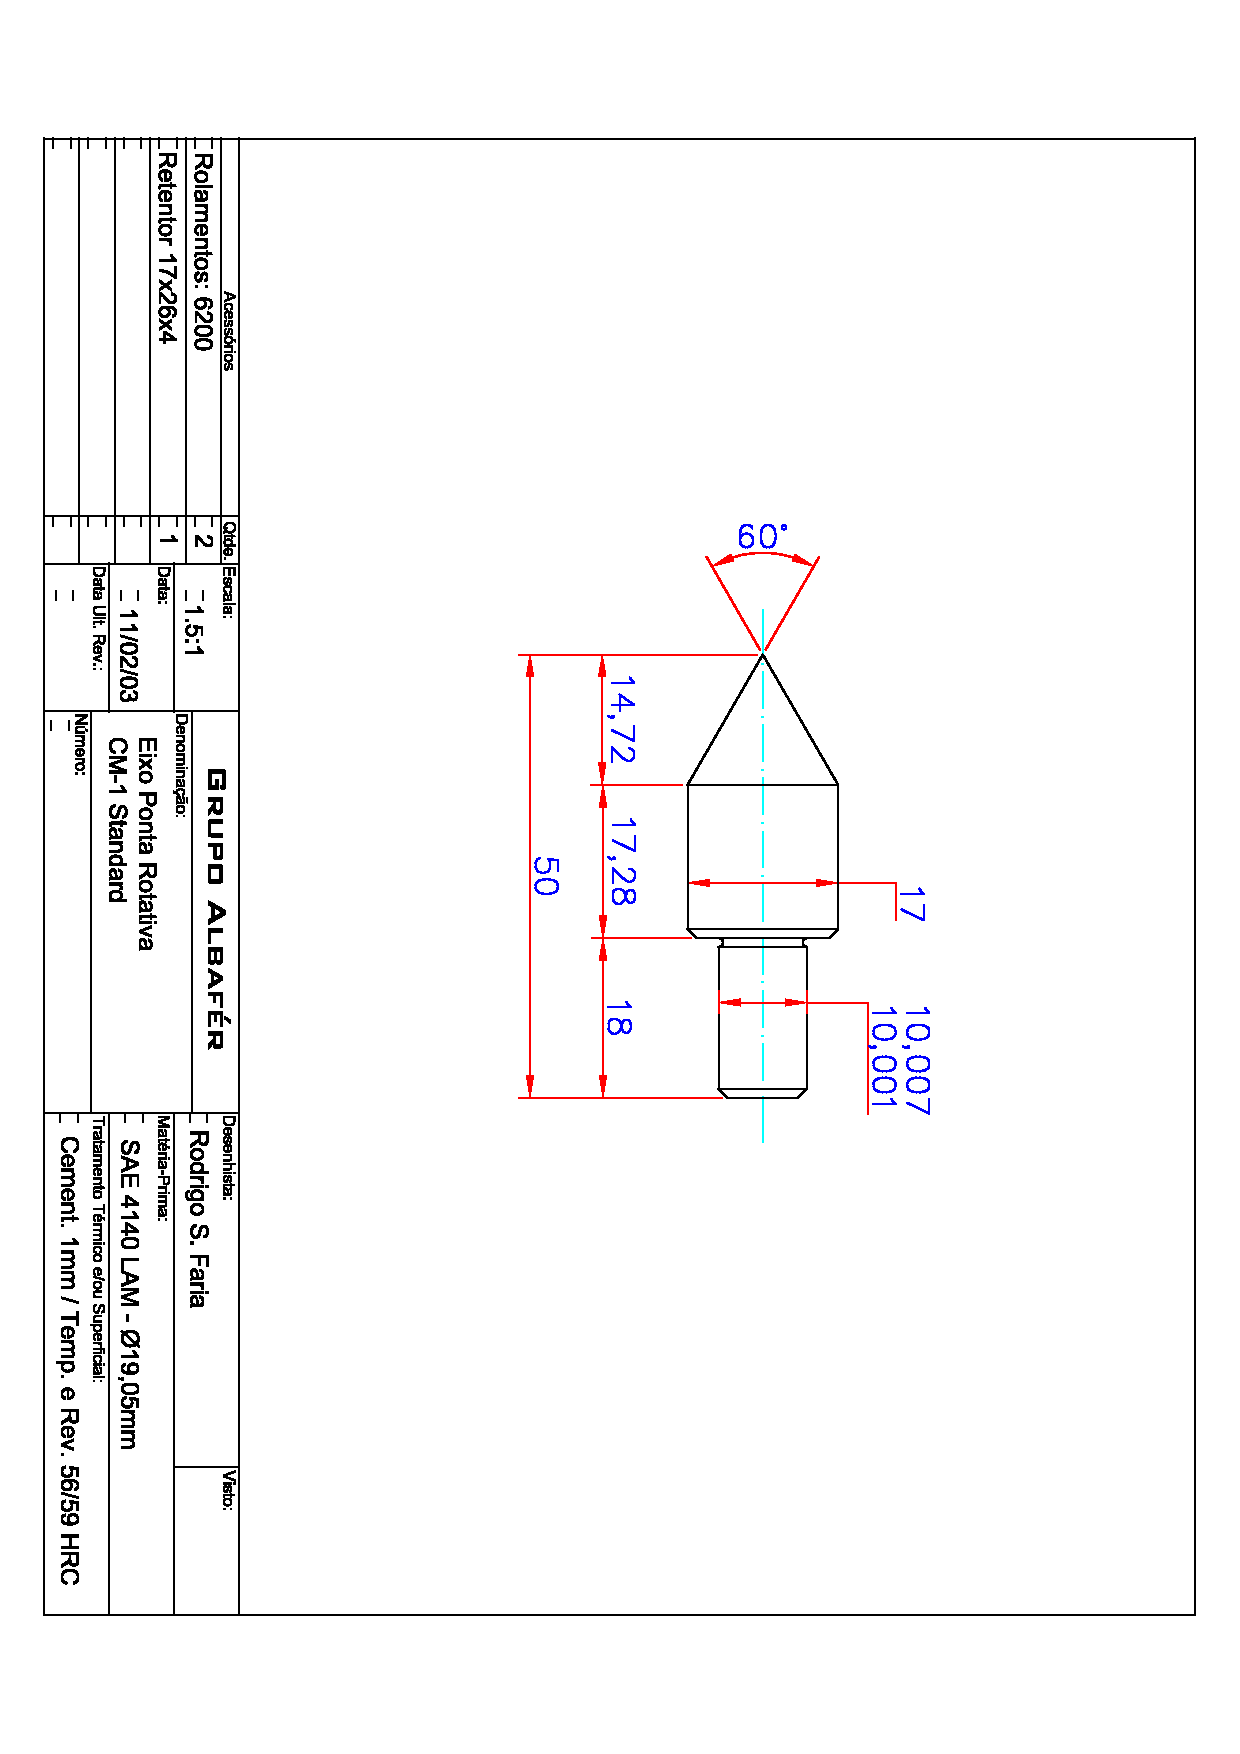 60°
14,72
17,28
18
50
17
10,007
10,001
Acessórios
Qtde.
Rolamentos: 6200
2
Retentor 17x26x4
1
Escala:
1.5:1
Data:
11/02/03
Data Ult. Rev.:
GRUPO ALBAFÉR
Denominação:
Eixo Ponta Rotativa
CM-1 Standard
Número:
Desenhista:
Rodrigo S. Faria
Visto:
Matéria-Prima:
SAE 4140 LAM - Ø19,05mm
Tratamento Térmico e/ou Superficial:
Cement. 1mm / Temp. e Rev. 56/59 HRC